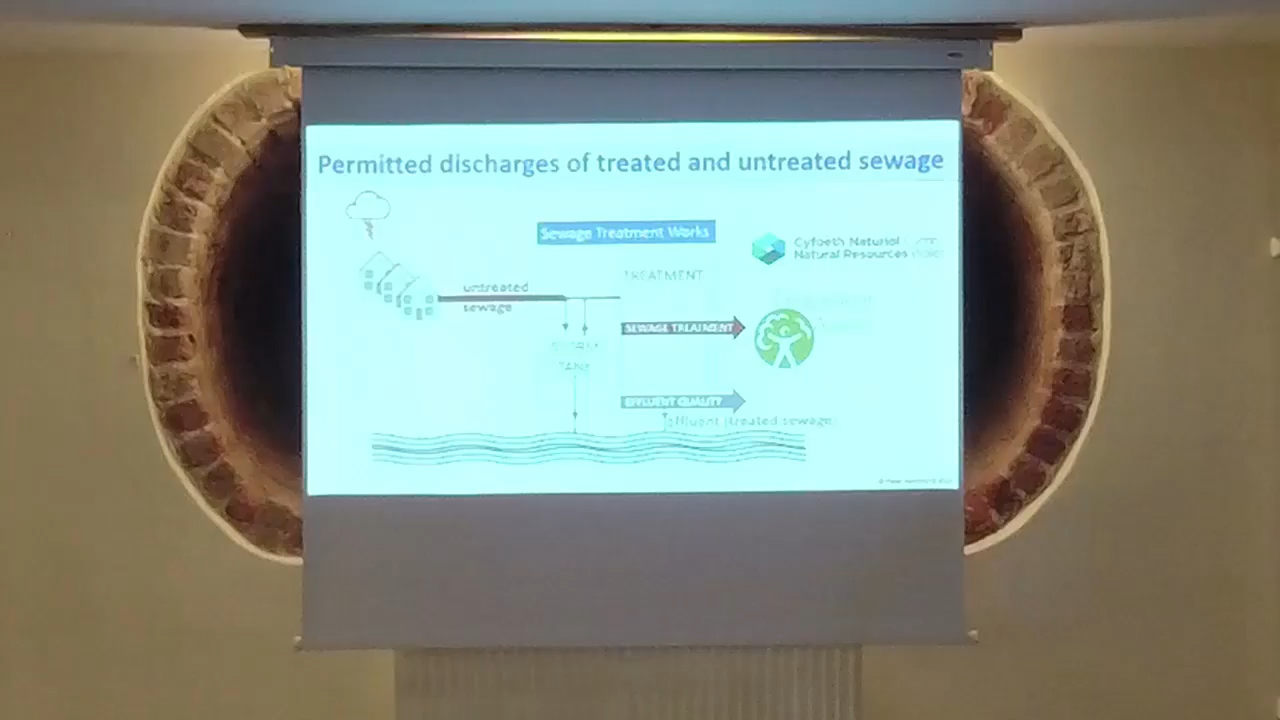 Permitted discharges of treated and untreated sewage
Sewage Treatment Works
Cyfoeth Naturiol
Natural Resources
TREATMENT
untreated
sewage
SEWAGE TREATMENT
TANK
EFFLUENT QUALITY
effluent (treated sewage)